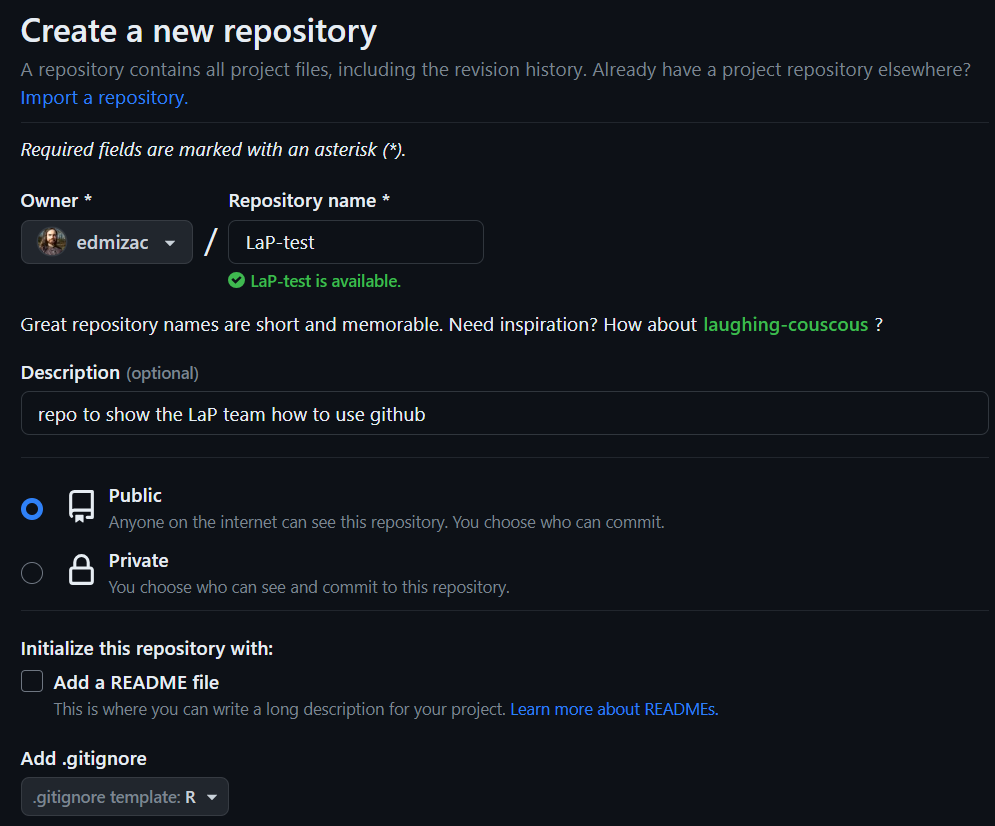 Create a new repository
A repository contains all project files, including the revision history. Already have a project repository elsewhere?
Import a repository.
Required fields are marked with an asterisk (*).
Owner * Repository name *
edmizac / LaP-test
LaP-test is available.
Great repository names are short and memorable. Need inspiration? How about laughing-couscous ?
Description (optional)
repo to show the LaP team how to use github
Public
Anyone on the internet can see this repository. You choose who can commit.
Private
You choose who can see and commit to this repository.
Initialize this repository with:
Add a README file
This is where you can write a long description for your project. Learn more about READMEs.
Add .gitignore
.gitignore template: R